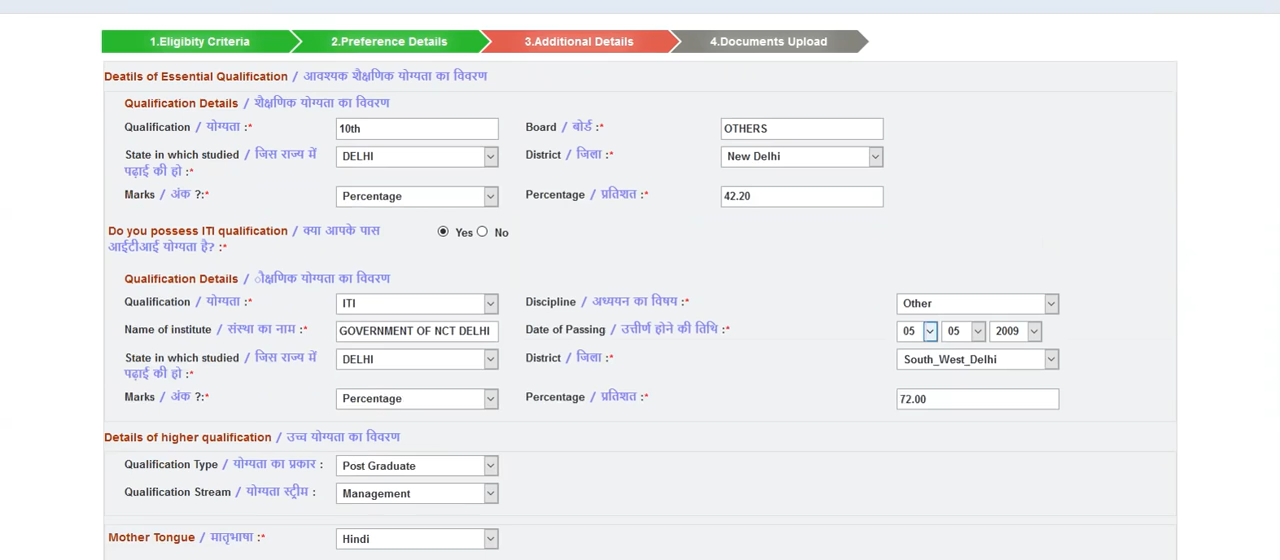 1.Eligibity Criteria 2.Preference Details 3.Additional Details 4.Documents Upload
Deatils of Essential Qualification / आवश्यक शैक्षणिक योग्यता का विवरण
Qualification Details / शैक्षणिक योग्यता का विवरण
Qualification / योग्यता :* 10th Board / बोर्ड :* OTHERS
State in which studied / जिस राज्य में DELHI District / जिला :* New Delhi
पढ़ाई की हो :*
Marks / अंक ?:* Percentage Percentage / प्रतिशत :* 42.20
Do you possess ITI qualification / क्या आपके पास Yes No
आईटीआई योग्यता है? :*
Qualification Details / ौक्षणिक योग्यता का विवरण
Qualification / योग्यता :* ITI Discipline / अध्ययन का विषय :* Other
Name of institute / संस्था का नाम :* GOVERNMENT OF NCT DELHI Date of Passing / उत्तीर्ण होने की तिथि :* 05 05 2009
State in which studied / जिस राज्य में DELHI District / जिला :* South_West_Delhi
पढ़ाई की हो :*
Marks / अंक ?:* Percentage Percentage / प्रतिशत :* 72.00
Details of higher qualification / उच्च योग्यता का विवरण
Qualification Type / योग्यता का प्रकार : Post Graduate
Qualification Stream / योग्यता स्ट्रीम : Management
Mother Tongue / मातृभाषा :* Hindi